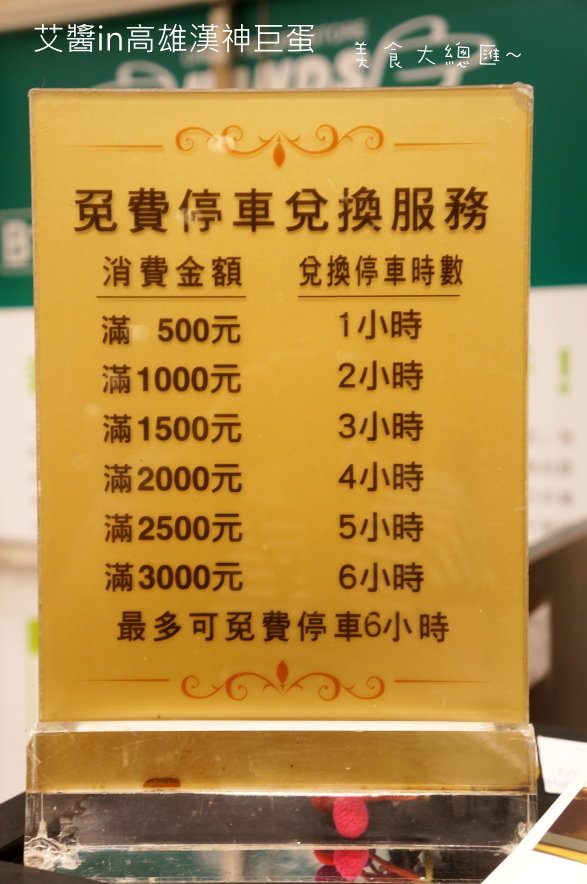 艾醬in高雄漢神巨蛋 美食大總匯~
免費停車兌換服務
消費金額 兌換停車時數
滿 500元 1小時
滿1000元 2小時
滿1500元 3小時
滿2000元 4小時
滿2500元 5小時
滿3000元 6小時
最多可免費停車6小時